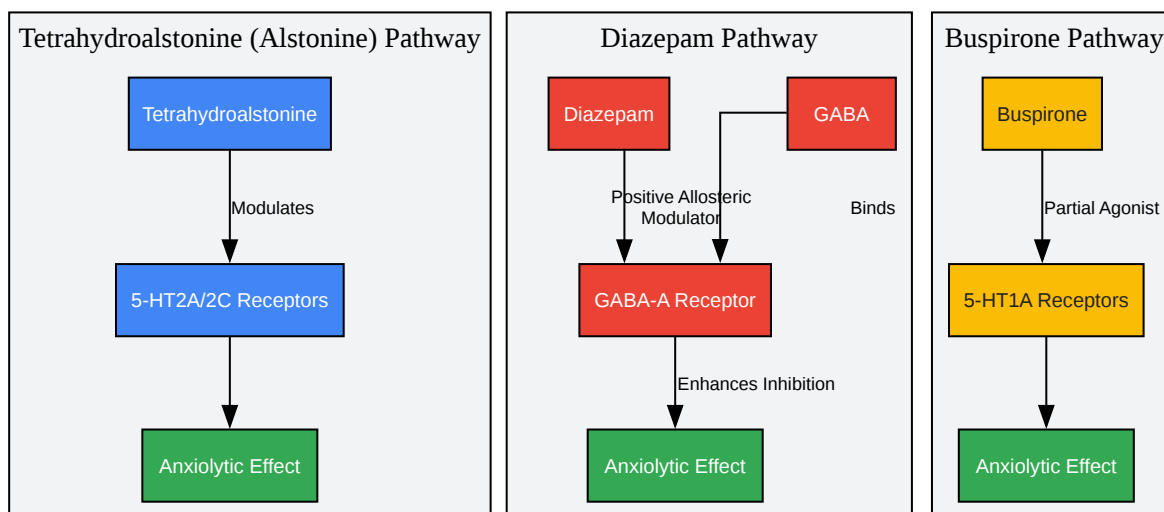 Tetrahydroalstonine (Alstonine) Pathway
Tetrahydroalstonine
Modulates
5-HT2A/2C Receptors
Anxiolytic Effect
Diazepam Pathway
Diazepam
GABA
Positive Allosteric
Modulator
Binds
GABA-A Receptor
Enhances Inhibition
Anxiolytic Effect
Buspirone Pathway
Buspirone
Partial Agonist
5-HT1A Receptors
Anxiolytic Effect